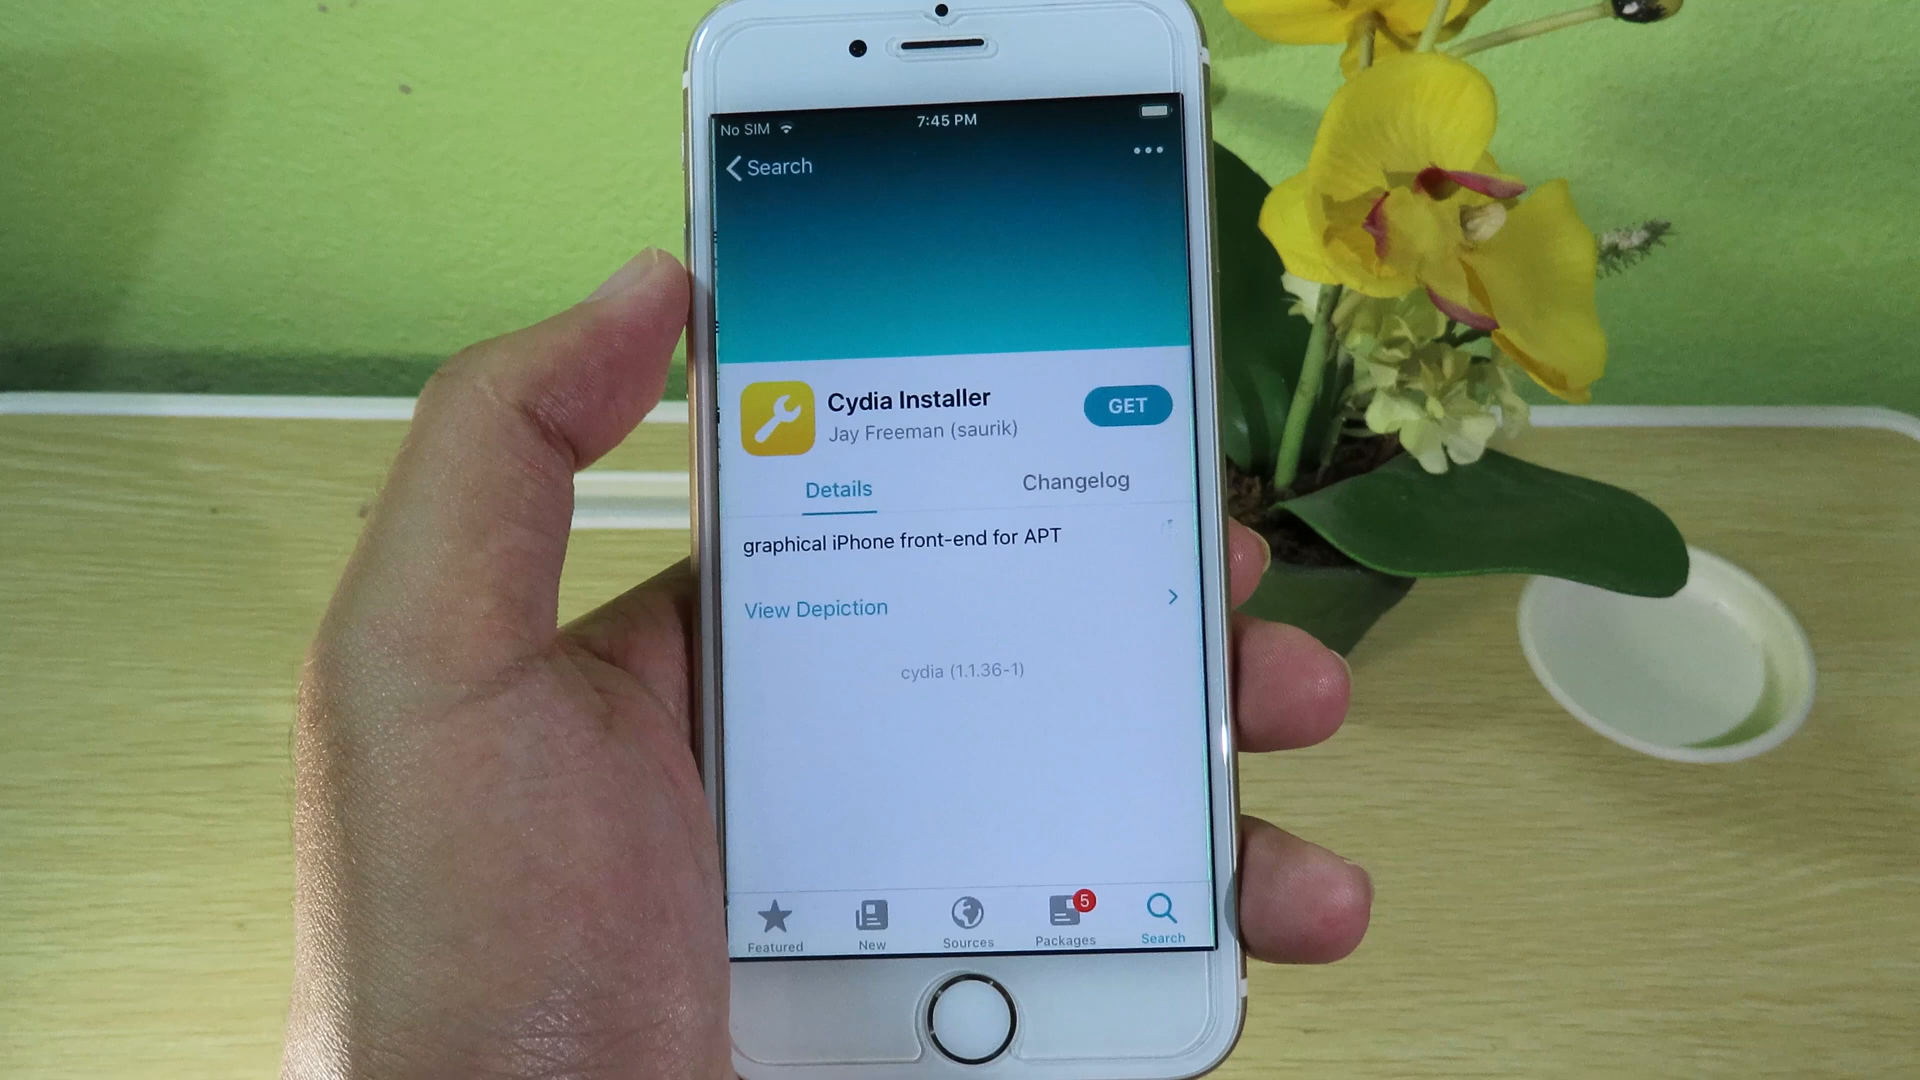 No SIM
7:45 PM
Search
Cydia Installer
Jay Freeman (saurik)
GET
Details
Changelog
graphical iPhone front-end for APT
View Depiction
cydia (1.1.36-1)
5
Featured
New
Sources
Packages
Search